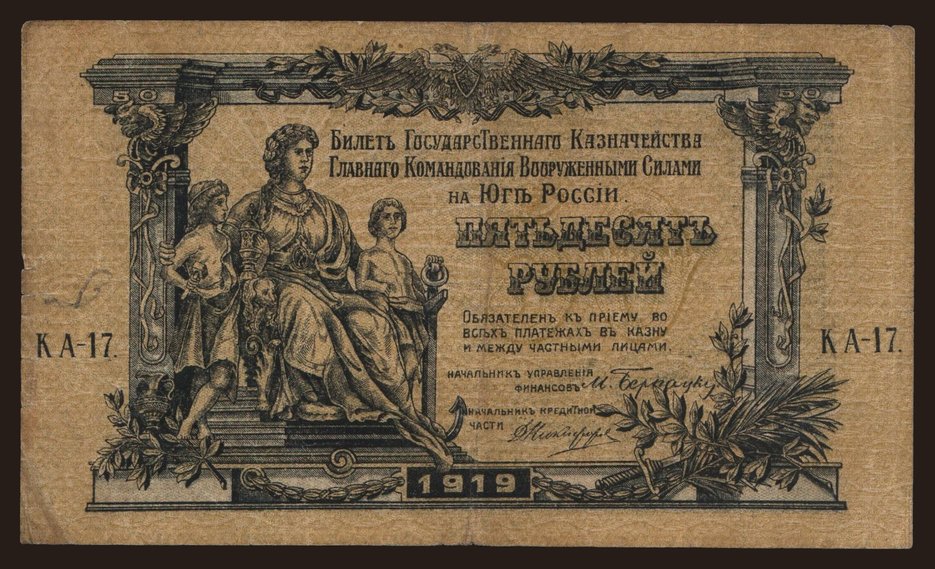 50
50
Билетъ Государственнаго Казначейства
Главнаго Командованія Вооруженными Силами
на Югѣ Россіи.
ПЯТЬДЕСЯТЪ
РУБЛЕЙ
Обязателенъ къ пріему во
всѣхъ платежахъ въ казну
и между частными лицами.
КА-17.
КА-17.
Начальникъ управленія
финансовъ
Начальникъ кредитной
части
1919